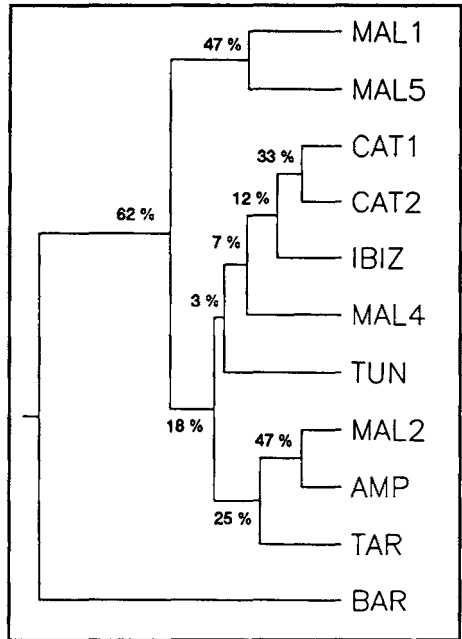 MAL1
47 %
MAL5
CAT1
33 %
CAT2
12 %
62 %
7 %
IBIZ
3 %
MAL4
TUN
18 %
MAL2
47 %
AMP
25 %
TAR
BAR